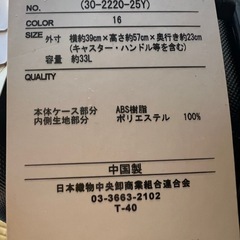 NO. (30-2220-25Y)
COLOR 16
SIZE 外寸 横約39cm×高さ約57cm×奥行き約23cm
(キャスター・ハンドル等を含む)
容量 約33L
QUALITY
本体ケース部分 ABS樹脂
内側生地部分 ポリエステル 100%
中国製
日本織物中央卸商業組合連合会
03-3663-2102
T-40